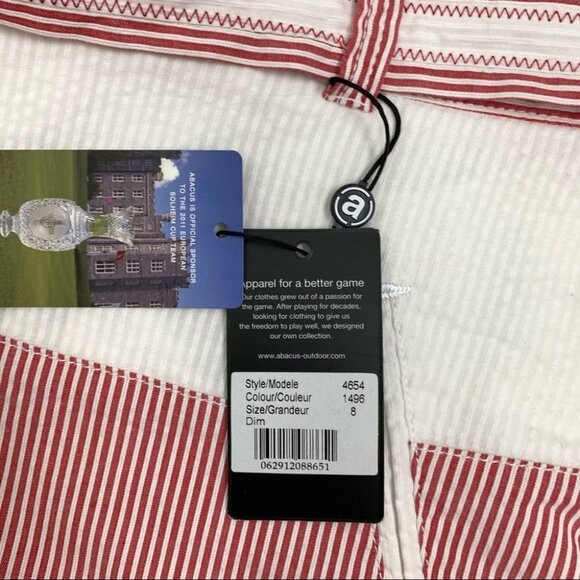 ABACUS IS OFFICIAL SPONSOR
TO THE 2011 EUROPEAN
SOLHEIM CUP TEAM
a
Apparel for a better game
Our clothes grew out of a passion for
the game. After playing for decades,
looking for clothing to give us
the freedom to play well, we designed
our own collection.
www.abacus-outdoor.com
Style/Modele 4654
Colour/Couleur 1496
Size/Grandeur 8
Dim
062912088651